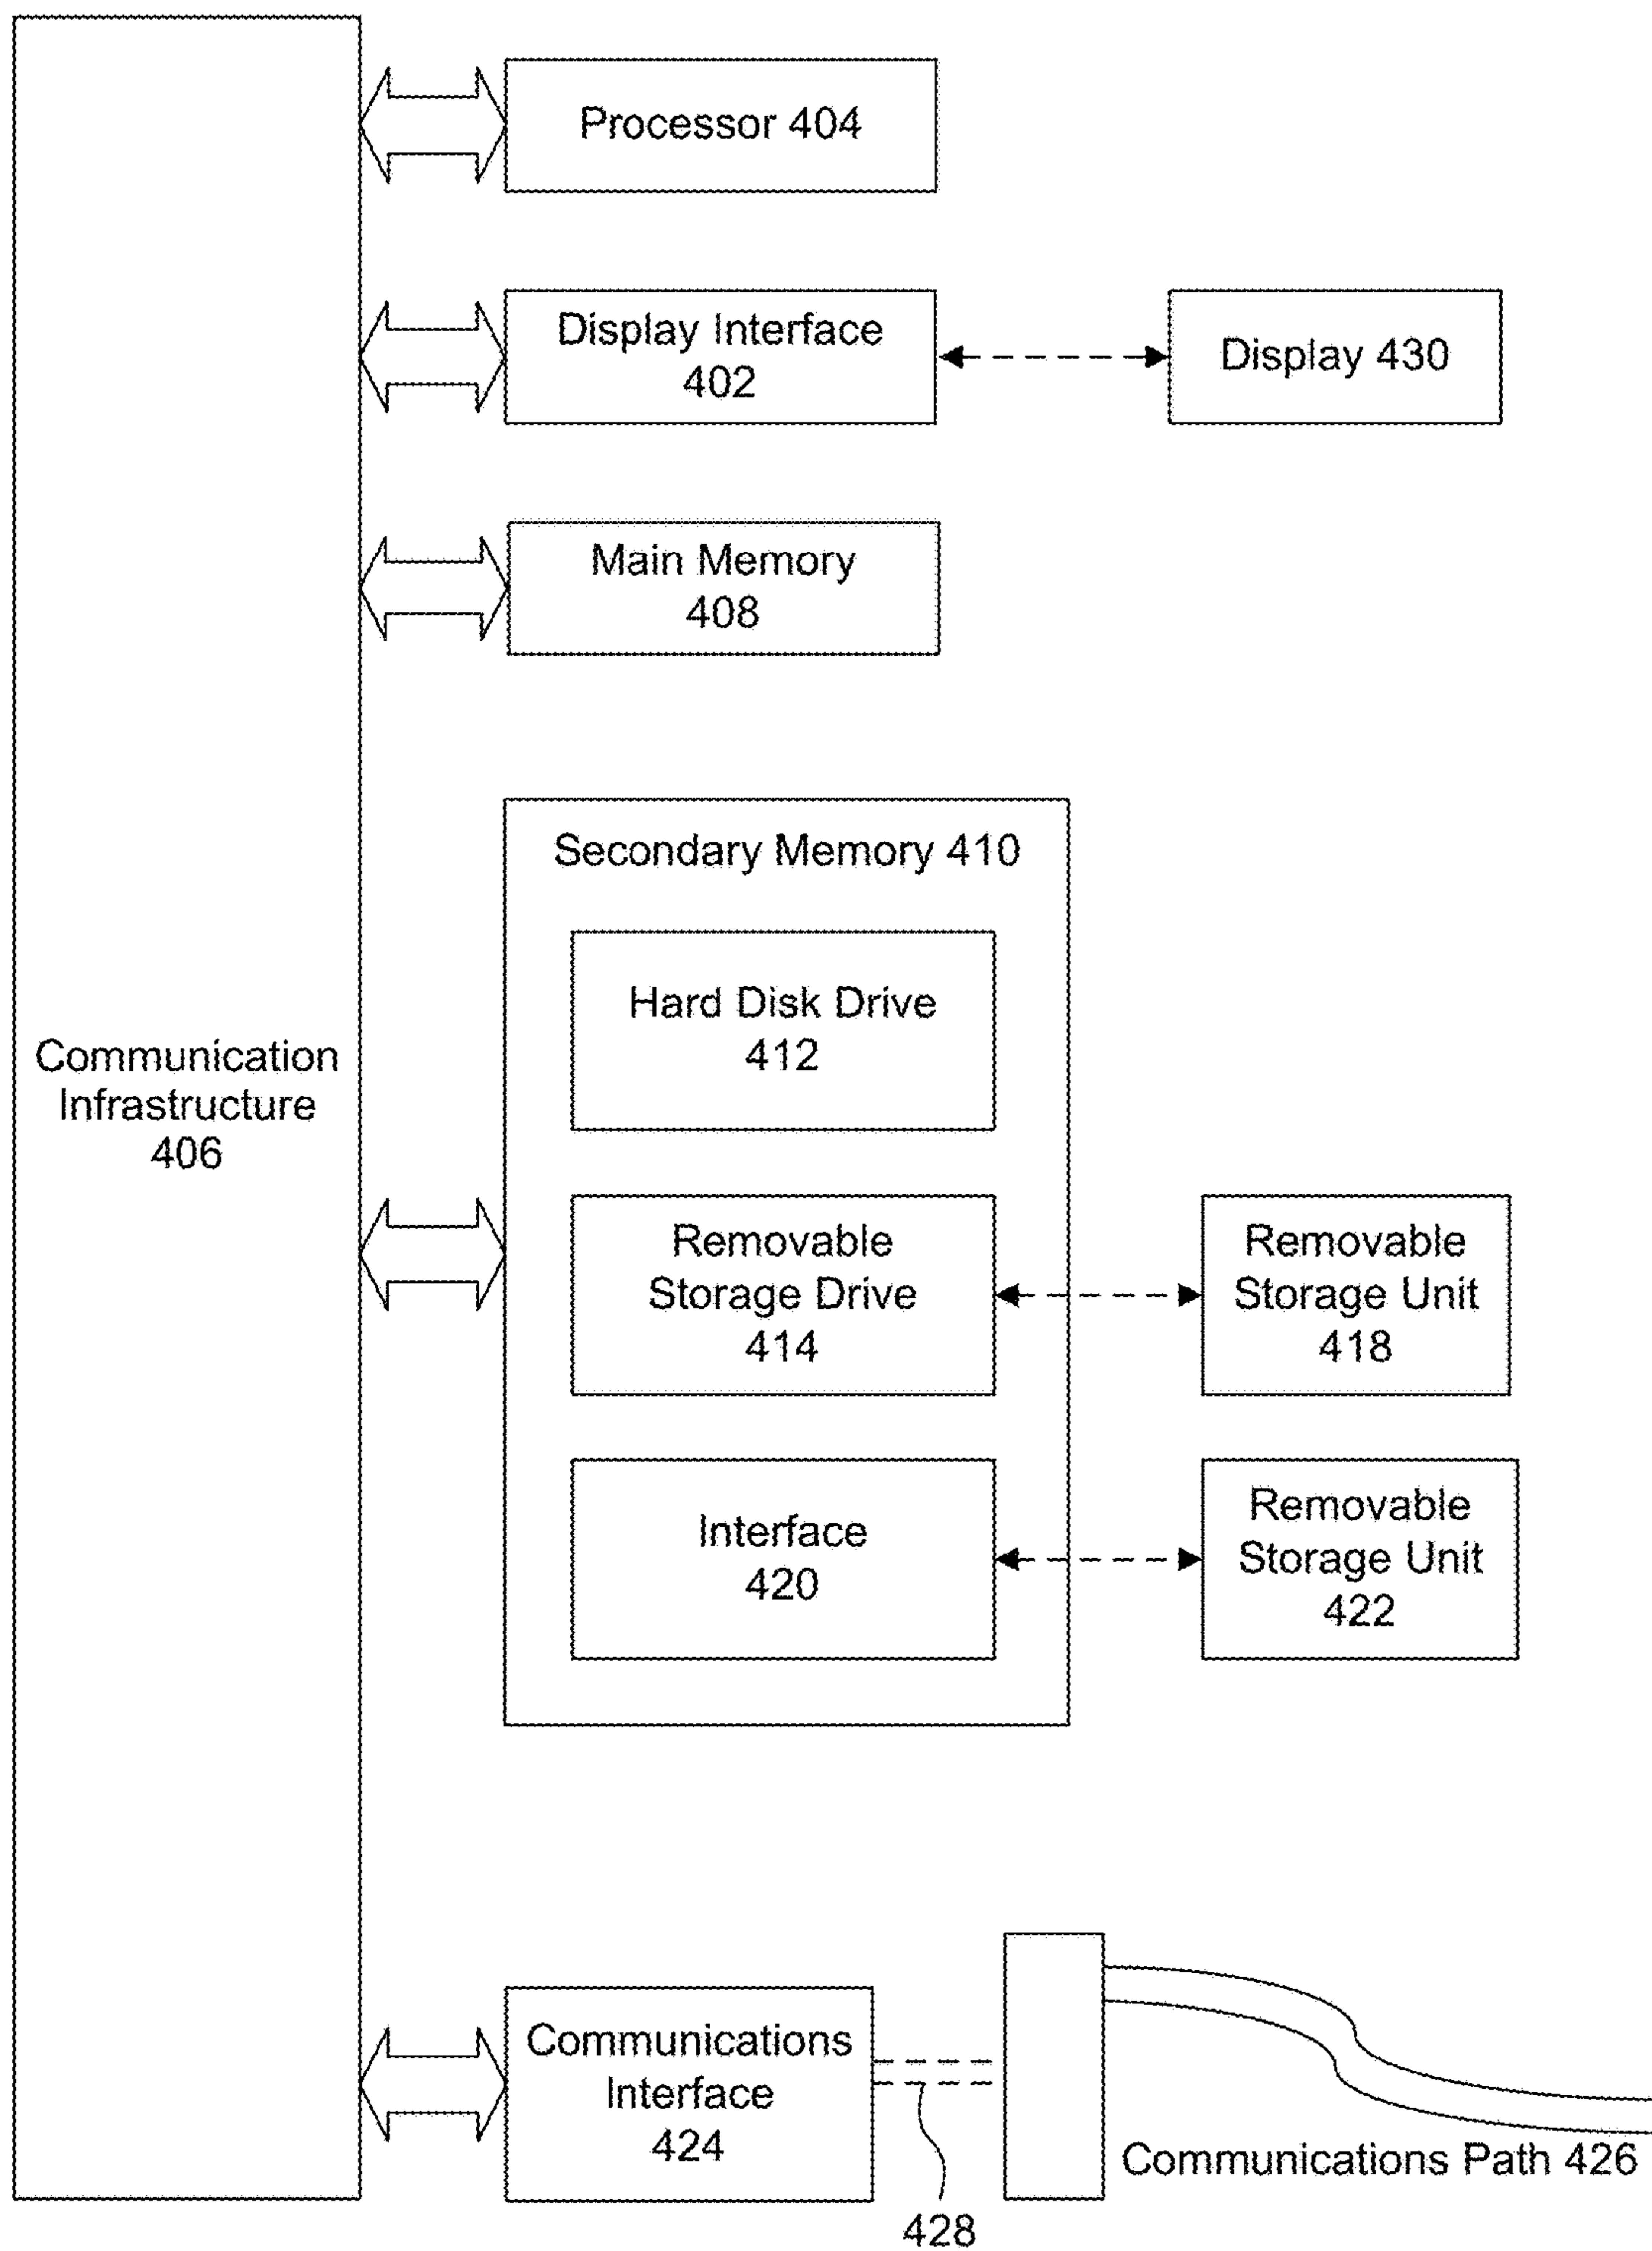 Processor 404
Display Interface
402
Display 430
Main Memory
408
Secondary Memory 410
Hard Disk Drive
412
Communication
Infrastructure
406
Removable
Storage Drive
414
Removable
Storage Unit
418
Interface
420
Removable
Storage Unit
422
Communications
Interface
424
428
Communications Path 426